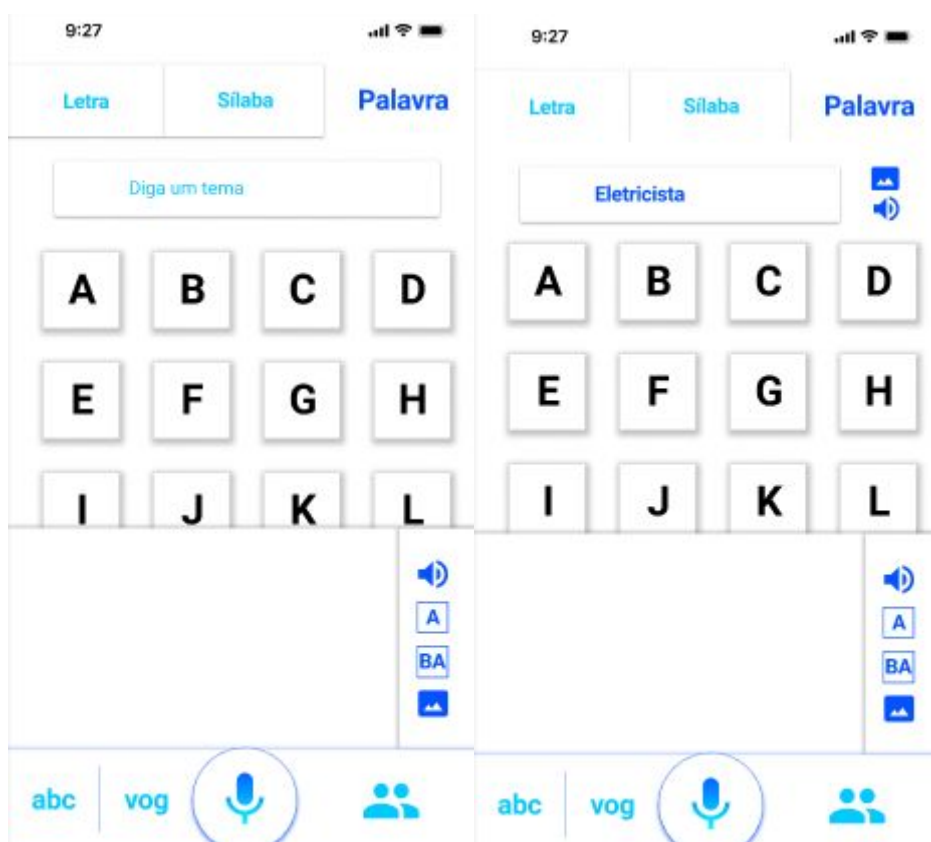 9:27
Letra Sílaba Palavra
Diga um tema
A B C D
E F G H
I J K L
A
BA
abc vog
9:27
Letra Sílaba Palavra
Eletricista
A B C D
E F G H
I J K L
A
BA
abc vog